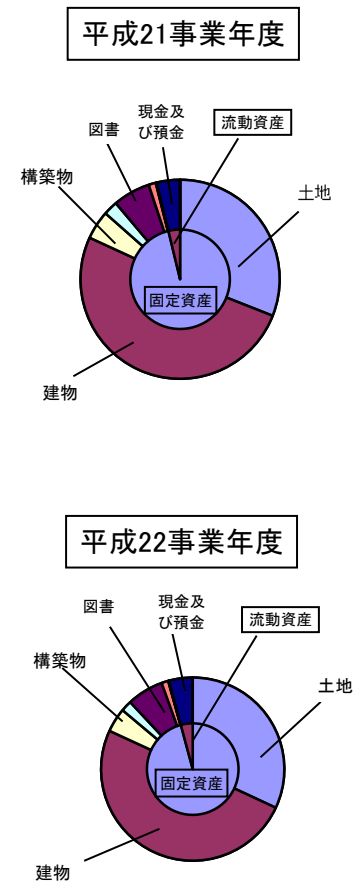 平成21事業年度
現金及
び預金
流動資産
図書
構築物
土地
固定資産
建物
平成22事業年度
現金及
び預金
図書
流動資産
構築物
土地
固定資産
建物